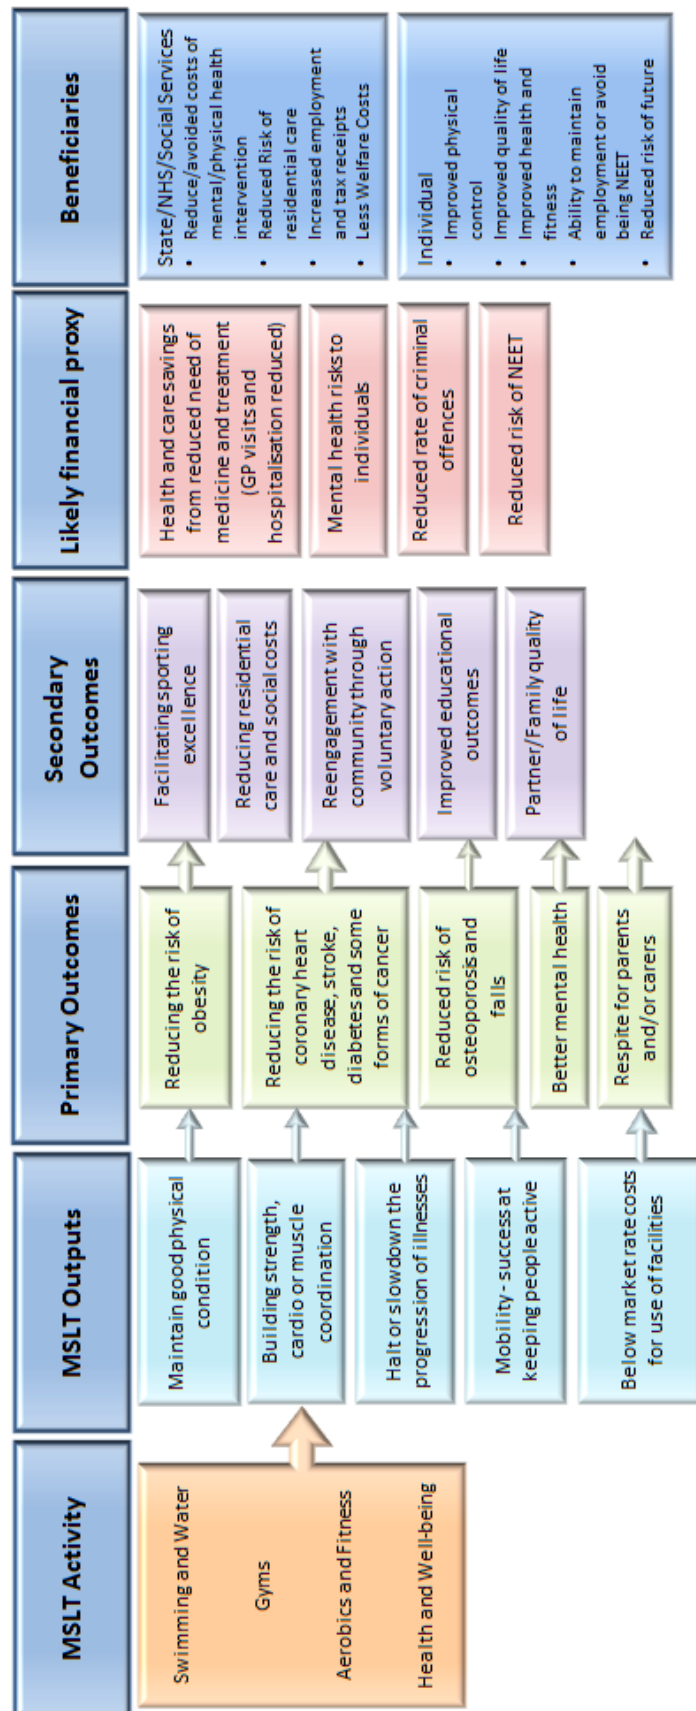 MSLT Activity
Swimming and Water
Gyms
Aerobics and Fitness
Health and Well-being
MSLT Outputs
Maintain good physical
condition
Building strength,
cardio or muscle
coordination
Halt or slowdown the
progression of illnesses
Mobility - success at
keeping people active
Below market rate costs
for use of facilities
Primary Outcomes
Reducing the risk of
obesity
Reducing the risk of
coronary heart
disease, stroke,
diabetes and some
forms of cancer
Reduced risk of
osteoporosis and
falls
Better mental health
Respite for parents
and/or carers
Secondary
Outcomes
Facilitating sporting
excellence
Reducing residential
care and social costs
Reengagement with
community through
voluntary action
Improved educational
outcomes
Partner/Family quality
of life
Likely financial proxy
Health and care savings
from reduced need of
medicine and treatment
(GP visits and
hospitalisation reduced)
Mental health risks to
individuals
Reduced rate of criminal
offences
Reduced risk of NEET
Beneficiaries
State/NHS/Social Services
• Reduce/avoided costs of
mental/physical health
intervention
• Reduced Risk of
residential care
• Increased employment
and tax receipts
• Less Welfare Costs
Individual
• Improved physical
control
• Improved quality of life
• Improved health and
fitness
• Ability to maintain
employment or avoid
being NEET
• Reduced risk of future